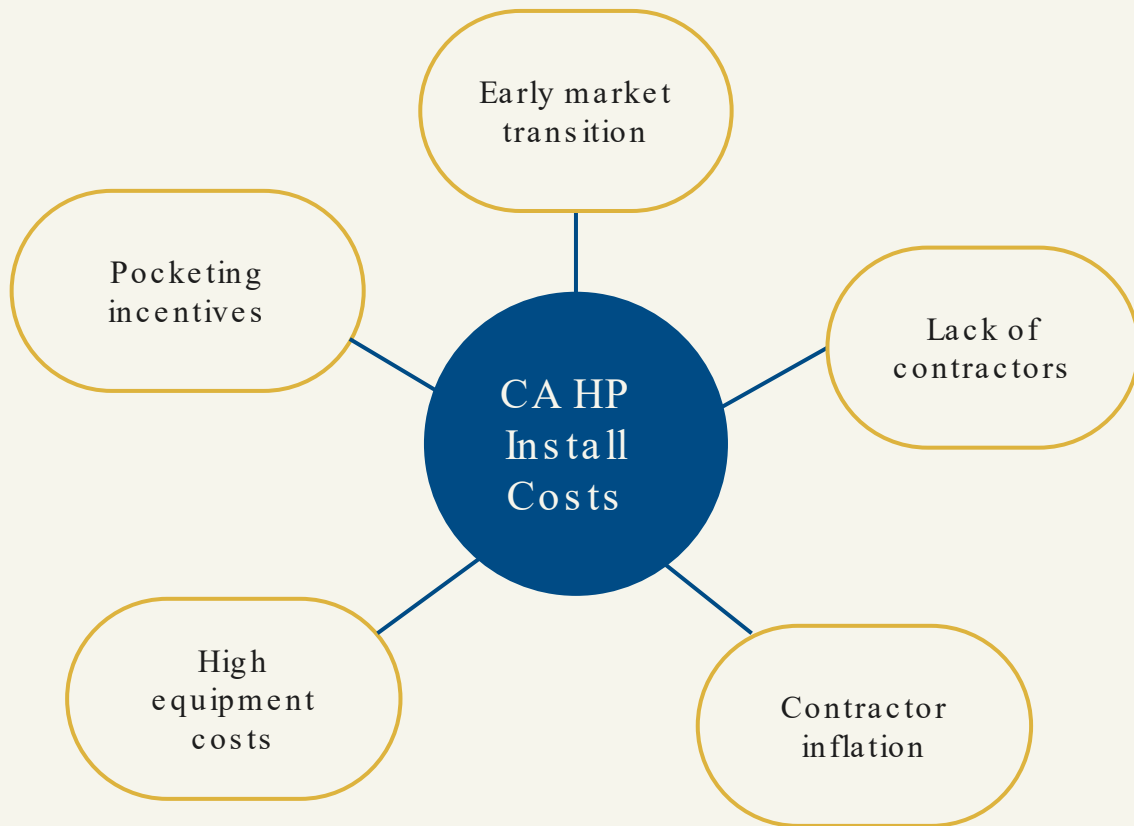 Early market
transition
Pocketing
incentives
Lack of
contractors
CA HP
Install
Costs
High
equipment
costs
Contractor
inflation